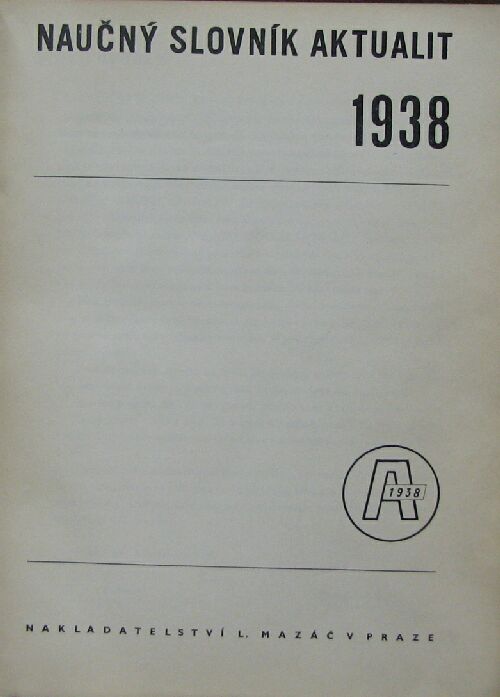 NAUČNÝ SLOVNÍK AKTUALIT
1938
A
1938
NAKLADATELSTVÍ L. MAZÁČ V PRAZE